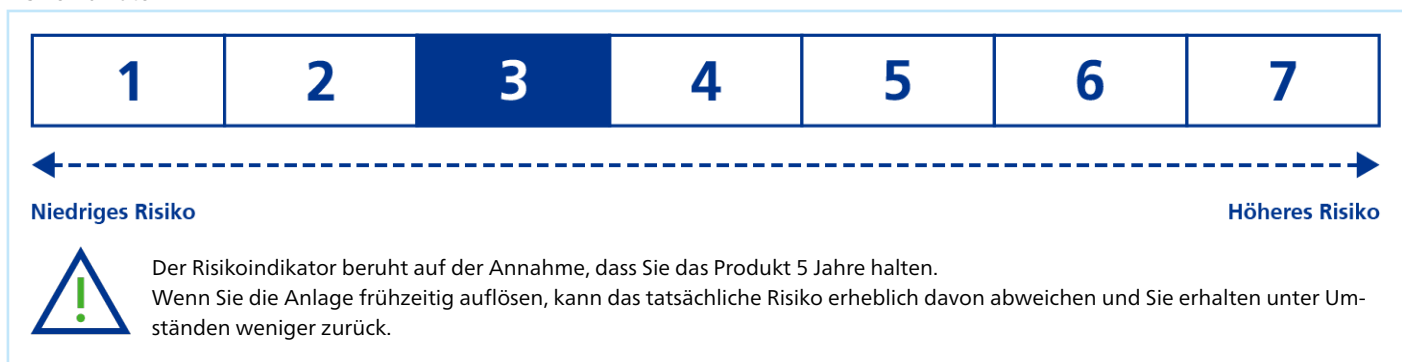 1 2 3 4 5 6 7
Niedriges Risiko Höheres Risiko
Der Risikoindikator beruht auf der Annahme, dass Sie das Produkt 5 Jahre halten.
Wenn Sie die Anlage frühzeitig auflösen, kann das tatsächliche Risiko erheblich davon abweichen und Sie erhalten unter Um-
ständen weniger zurück.